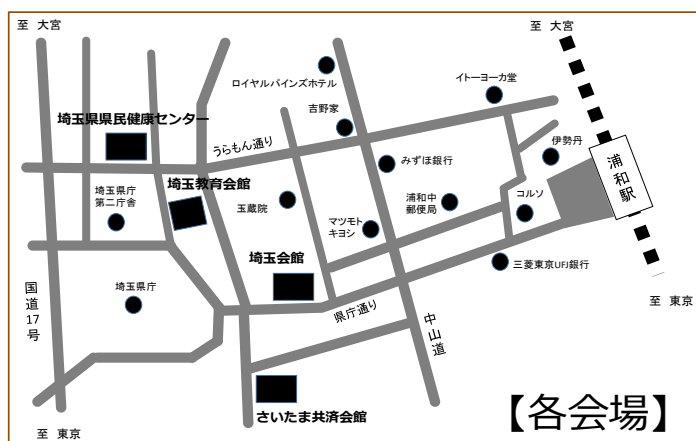 至 大宮
至 大宮
ロイヤルパインズホテル
イトーヨーカ堂
吉野家
埼玉県県民健康センター
うらもん通り
伊勢丹
みずほ銀行
浦和駅
埼玉教育会館
埼玉県庁
第二庁舎
玉蔵院
浦和中
郵便局
コルソ
マツモト
キヨシ
埼玉会館
三菱東京UFJ銀行
国道17号
埼玉県庁
県庁通り
中山道
至 東京
さいたま共済会館
【各会場】
至 東京